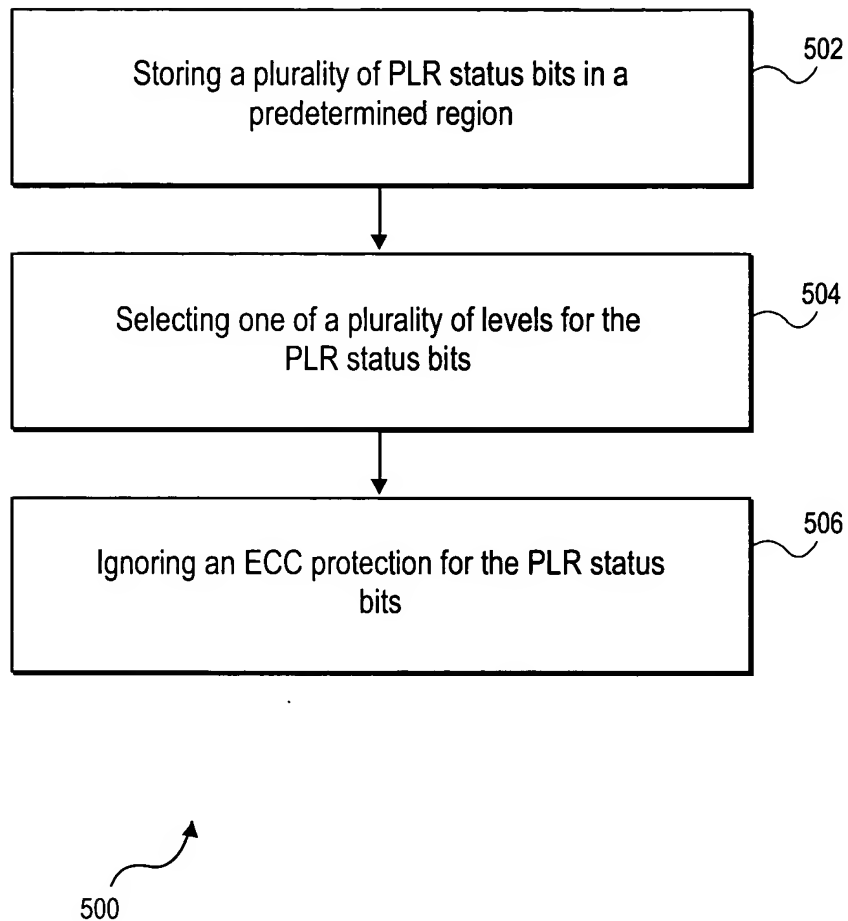 Storing a plurality of PLR status bits in a
predetermined region
502
Selecting one of a plurality of levels for the
PLR status bits
504
Ignoring an ECC protection for the PLR status
bits
506
500